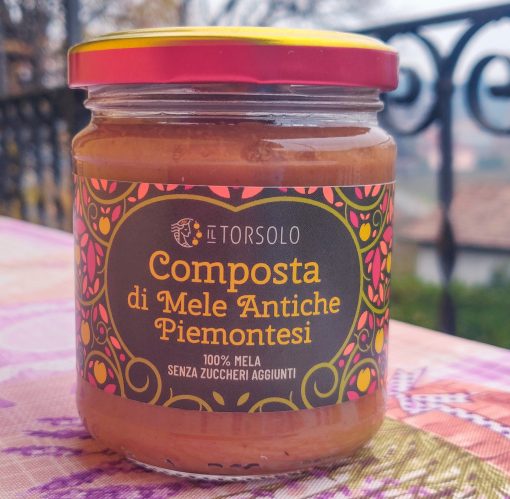 IL TORSOLO
Composta
di Mele Antiche
Piemontesi
100% MELA
SENZA ZUCCHERI AGGIUNTI